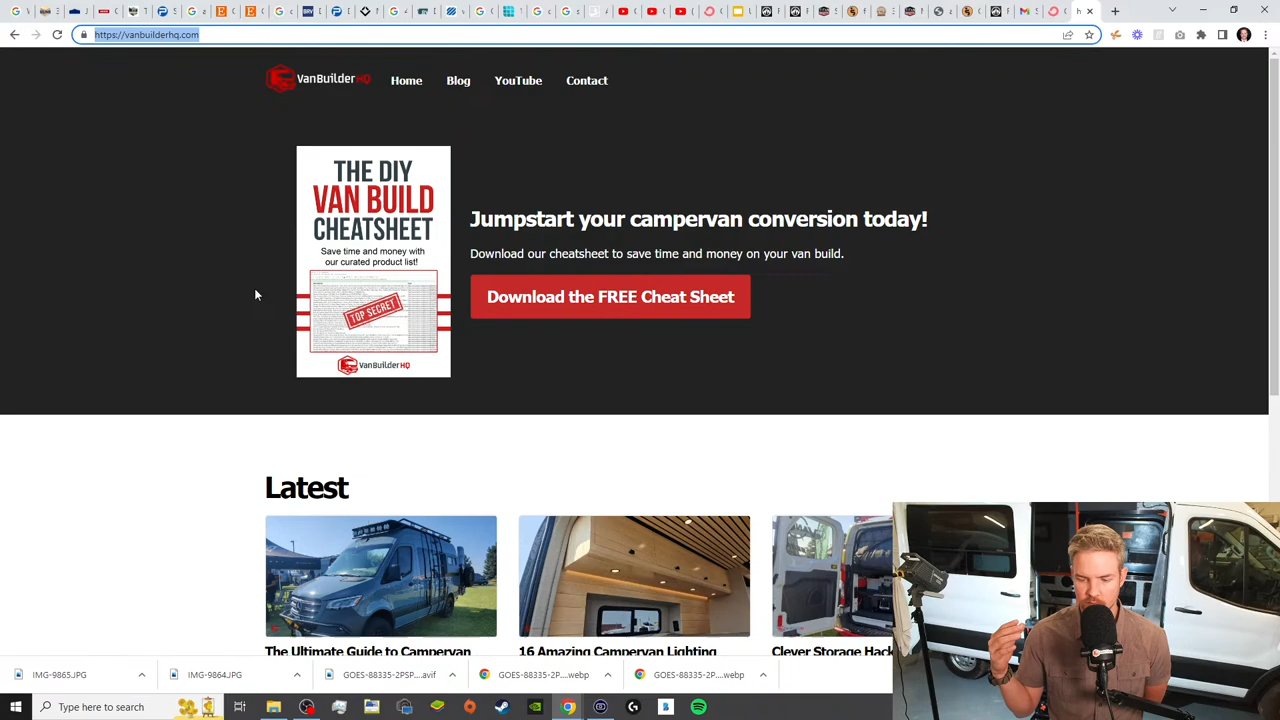 https://vanbuilderhq.com
VanBuilderHQ
Home
Blog
YouTube
Contact
THE DIY
VAN BUILD
CHEATSHEET
Save time and money with
our curated product list!
TOP SECRET
VanBuilderHQ
Jumpstart your campervan conversion today!
Download our cheatsheet to save time and money on your van build.
Download the FREE Cheat Sheet
Latest
The Ultimate Guide to Campervan
16 Amazing Campervan Lighting
Clever Storage Hack
IMG-9865.JPG
IMG-9864.JPG
GOES-88335-2PSP....avif
GOES-88335-2P....webp
GOES-88335-2P....webp
Type here to search